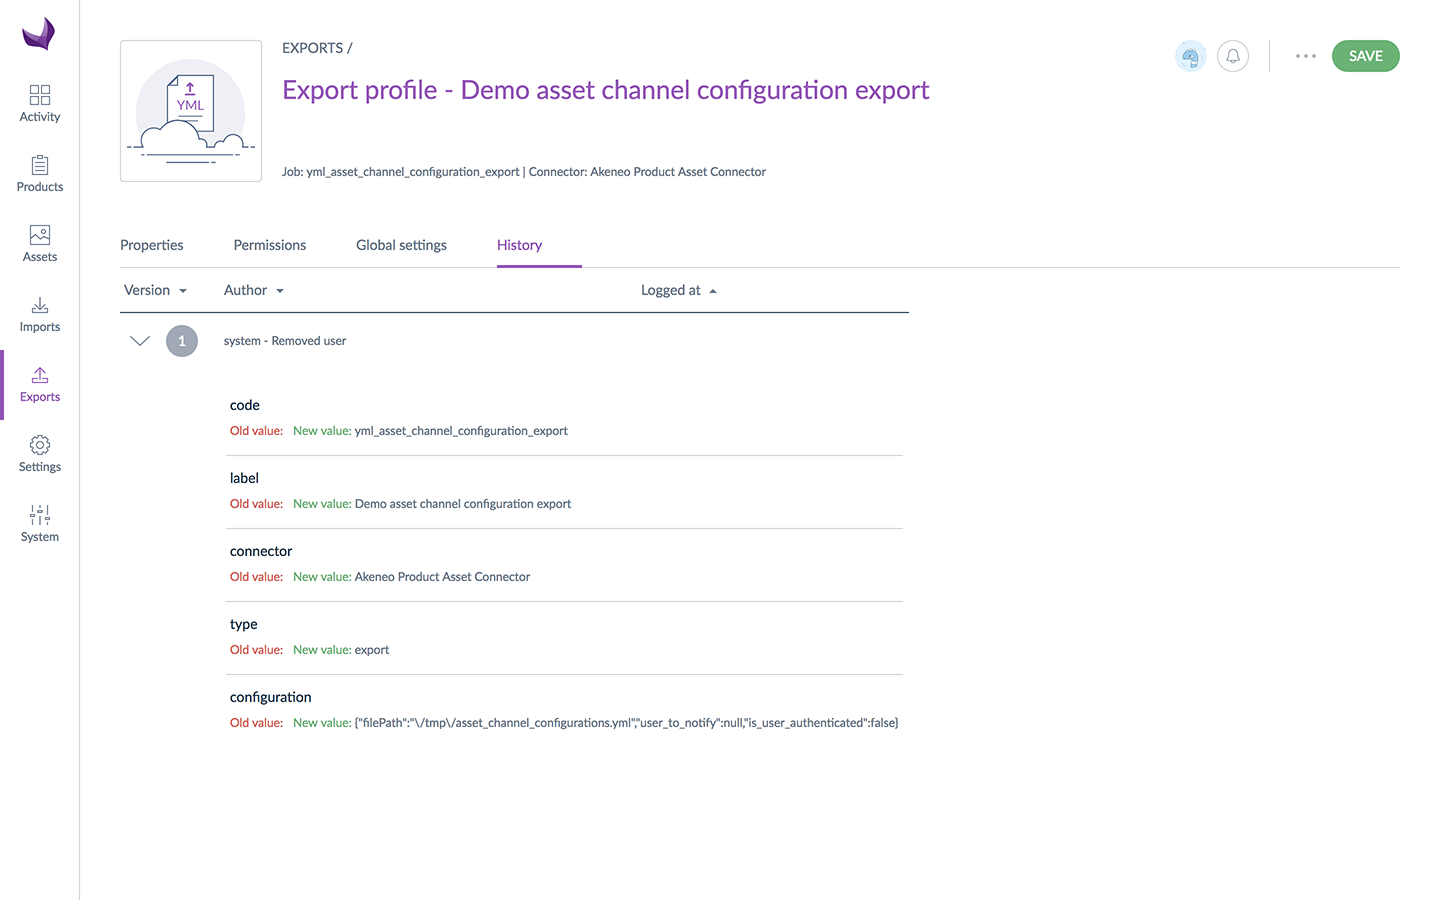 EXPORTS /
SAVE
YML
Export profile - Demo asset channel configuration export
Job: yml_asset_channel_configuration_export | Connector: Akeneo Product Asset Connector
Activity
Products
Assets
Imports
Exports
Settings
System
Properties Permissions Global settings History
Version Author Logged at
1 system - Removed user
code
Old value: New value: yml_asset_channel_configuration_export
label
Old value: New value: Demo asset channel configuration export
connector
Old value: New value: Akeneo Product Asset Connector
type
Old value: New value: export
configuration
Old value: New value: {"filePath":"\/tmp\/asset_channel_configurations.yml","user_to_notify":null,"is_user_authenticated":false}